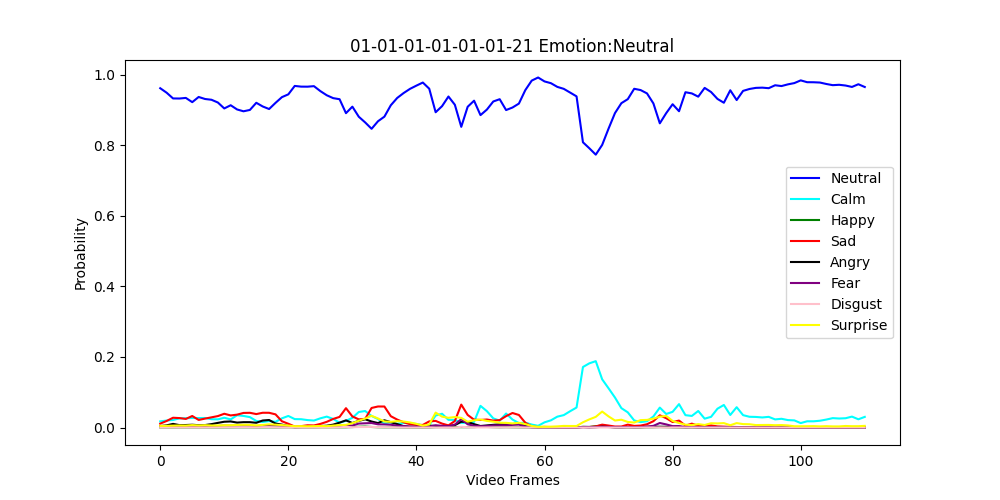 01-01-01-01-01-01-21 Emotion:Neutral
1.0
0.8
0.6
0.4
0.2
0.0
Probability
0 20 40 60 80 100
Video Frames
Neutral
Calm
Happy
Sad
Angry
Fear
Disgust
Surprise